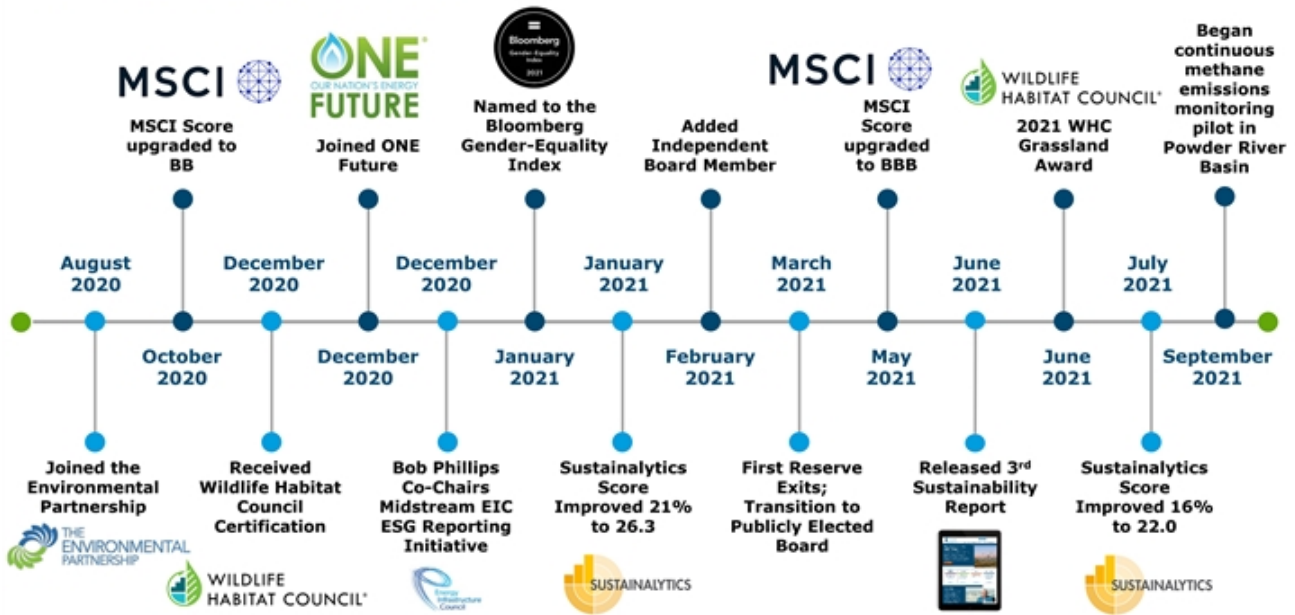 MSCI
MSCI Score
upgraded to
BB
ONE
OUR NATION'S ENERGY
FUTURE
Joined ONE
Future
Bloomberg
Gender-Equality
Index
2021
Named to the
Bloomberg
Gender-Equality
Index
Added
Independent
Board Member
MSCI
MSCI
Score
upgraded
to BBB
WILDLIFE
HABITAT COUNCIL
2021 WHC
Grassland
Award
Began
continuous
methane
emissions
monitoring
pilot in
Powder River
Basin
August
2020
December
2020
December
2020
January
2021
March
2021
June
2021
July
2021
October
2020
December
2020
January
2021
February
2021
May
2021
June
2021
September
2021
Joined the
Environmental
Partnership
THE
ENVIRONMENTAL
PARTNERSHIP
Received
Wildlife Habitat
Council
Certification
WILDLIFE
HABITAT COUNCIL
Bob Phillips
Co-Chairs
Midstream EIC
ESG Reporting
Initiative
Energy
Infrastructure
Council
Sustainalytics
Score
Improved 21%
to 26.3
SUSTAINALYTICS
First Reserve
Exits;
Transition to
Publicly Elected
Board
Released 3rd
Sustainability
Report
Sustainalytics
Score
Improved 16%
to 22.0
SUSTAINALYTICS